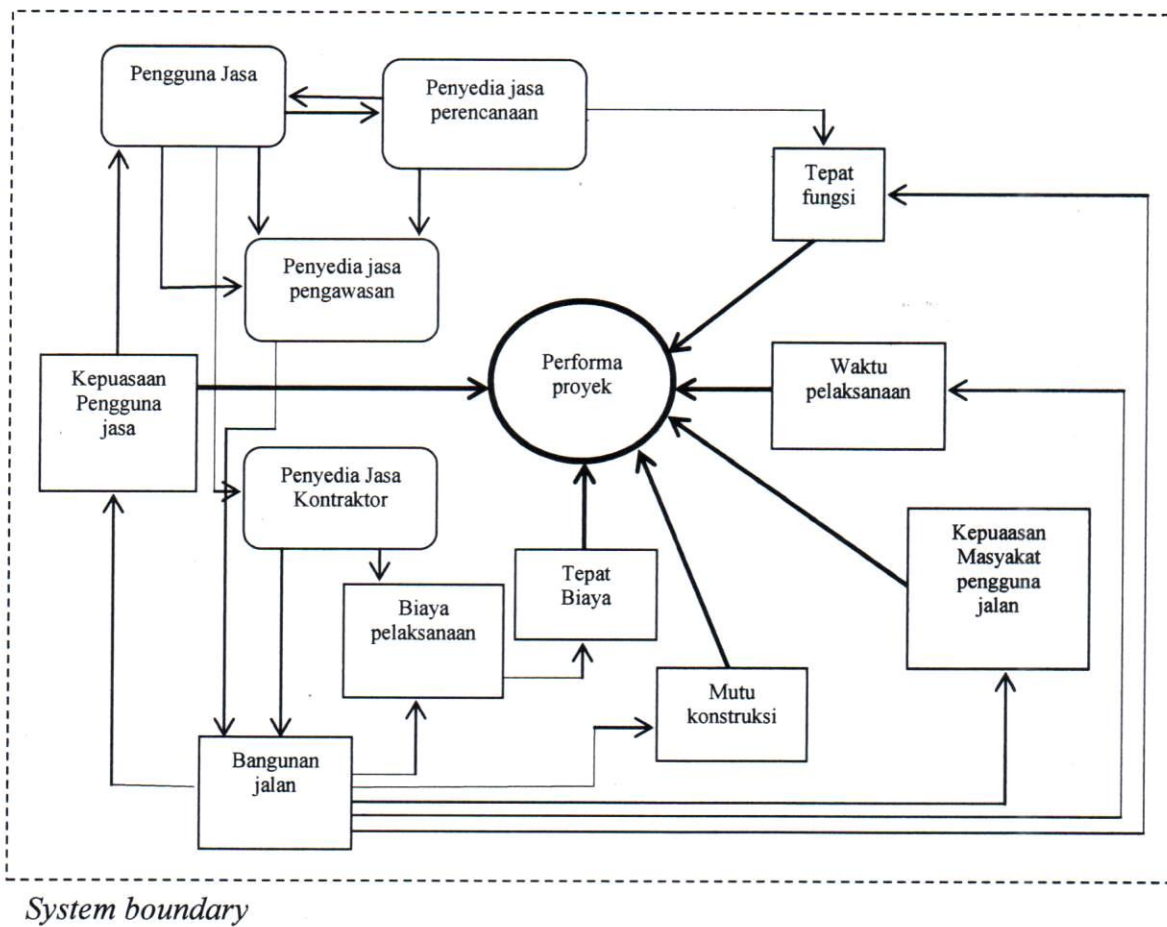 Pengguna Jasa
Penyedia jasa
perencanaan
Tepat
fungsi
Penyedia jasa
pengawasan
Kepuasaan
Pengguna
jasa
Performa
proyek
Waktu
pelaksanaan
Penyedia Jasa
Kontraktor
Kepuaasan
Masyakat
pengguna
jalan
Tepat
Biaya
Biaya
pelaksanaan
Mutu
konstruksi
Bangunan
jalan
System boundary